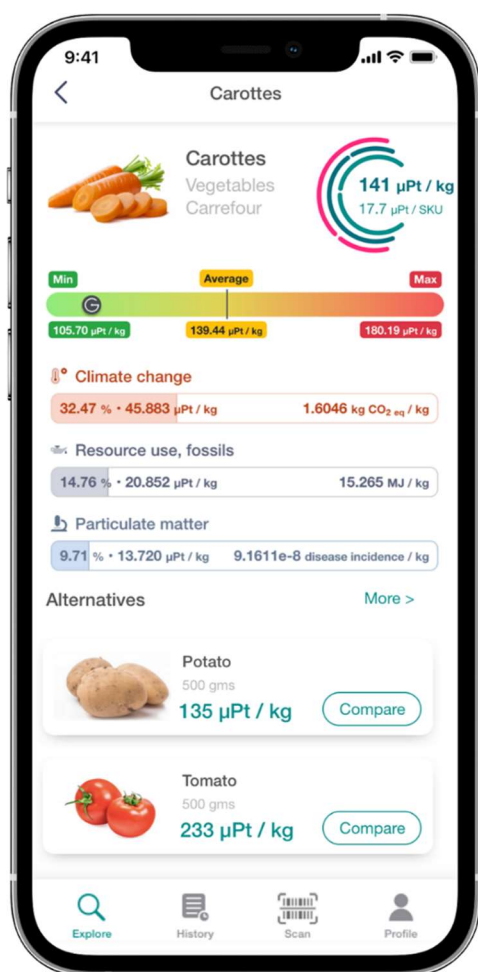 9:41
Carottes
Carottes
Vegetables
Carrefour
141 µPt / kg
17.7 µPt / SKU
Min Average Max
G
105.70 µPt / kg 139.44 µPt / kg 180.19 µPt / kg
Climate change
32.47 % • 45.883 µPt / kg 1.6046 kg CO2 eq / kg
Resource use, fossils
14.76 % • 20.852 µPt / kg 15.265 MJ / kg
Particulate matter
9.71 % • 13.720 µPt / kg 9.1611e-8 disease incidence / kg
Alternatives More >
Potato
500 gms
135 µPt / kg Compare
Tomato
500 gms
233 µPt / kg Compare
Explore History Scan Profile